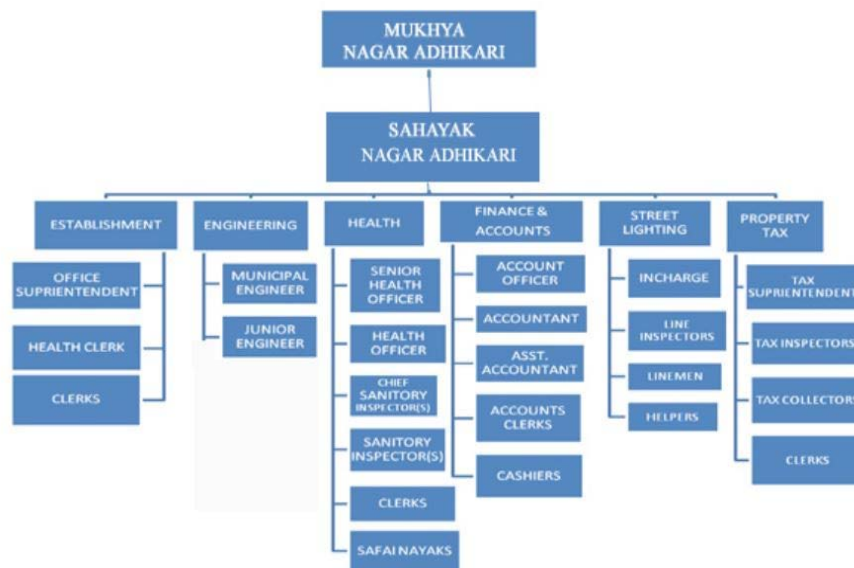 MUKHYA
NAGAR ADHIKARI
SAHAYAK
NAGAR ADHIKARI
ESTABLISHMENT
OFFICE
SUPRIENTENDENT
HEALTH CLERK
CLERKS
ENGINEERING
MUNICIPAL
ENGINEER
JUNIOR
ENGINEER
HEALTH
SENIOR
HEALTH
OFFICER
HEALTH
OFFICER
CHIEF
SANITORY
INSPECTOR(S)
SANITORY
INSPECTOR(S)
CLERKS
SAFAI NAYAKS
FINANCE &
ACCOUNTS
ACCOUNT
OFFICER
ACCOUNTANT
ASST.
ACCOUNTANT
ACCOUNTS
CLERKS
CASHIERS
STREET
LIGHTING
INCHARGE
LINE
INSPECTORS
LINEMEN
HELPERS
PROPERTY
TAX
TAX
SUPRIENTENDENT
TAX INSPECTORS
TAX COLLECTORS
CLERKS